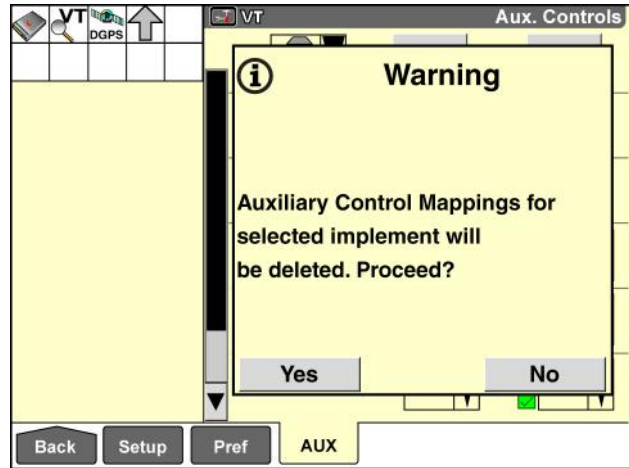 VT
DGPS
VT
Aux. Controls
Warning
Auxiliary Control Mappings for
selected implement will
be deleted. Proceed?
Yes
No
Back
Setup
Pref
AUX